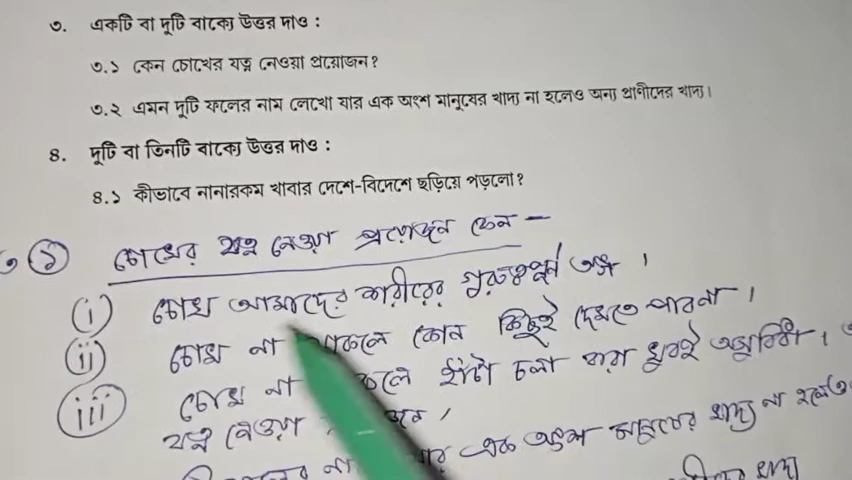 ৩. একটি বা দুটি বাক্যে উত্তর দাও :
৩.১ কেন চোখের যত্ন নেওয়া প্রয়োজন?
৩.২ এমন দুটি ফলের নাম লেখো যার এক অংশ মানুষের খাদ্য না হলেও অন্য প্রাণীদের খাদ্য।
৪. দুটি বা তিনটি বাক্যে উত্তর দাও :
৪.১ কীভাবে নানারকম খাবার দেশে-বিদেশে ছড়িয়ে পড়লো?
৩ ১ চোখের যত্ন নেওয়া প্রয়োজন কেন —
(i) চোখ আমাদের শরীরের গুরুত্বপূর্ণ অঙ্গ ।
(ii) চোখ না থাকলে কোন কিছুই দেখতে পারবনা ।
(iii) চোখ না হাঁটা চলা করা খুবই অসুবিধা ।
যত্ন নেওয়া ।
এক অংশ মানুষের খাদ্য না হলেও
খাদ্য